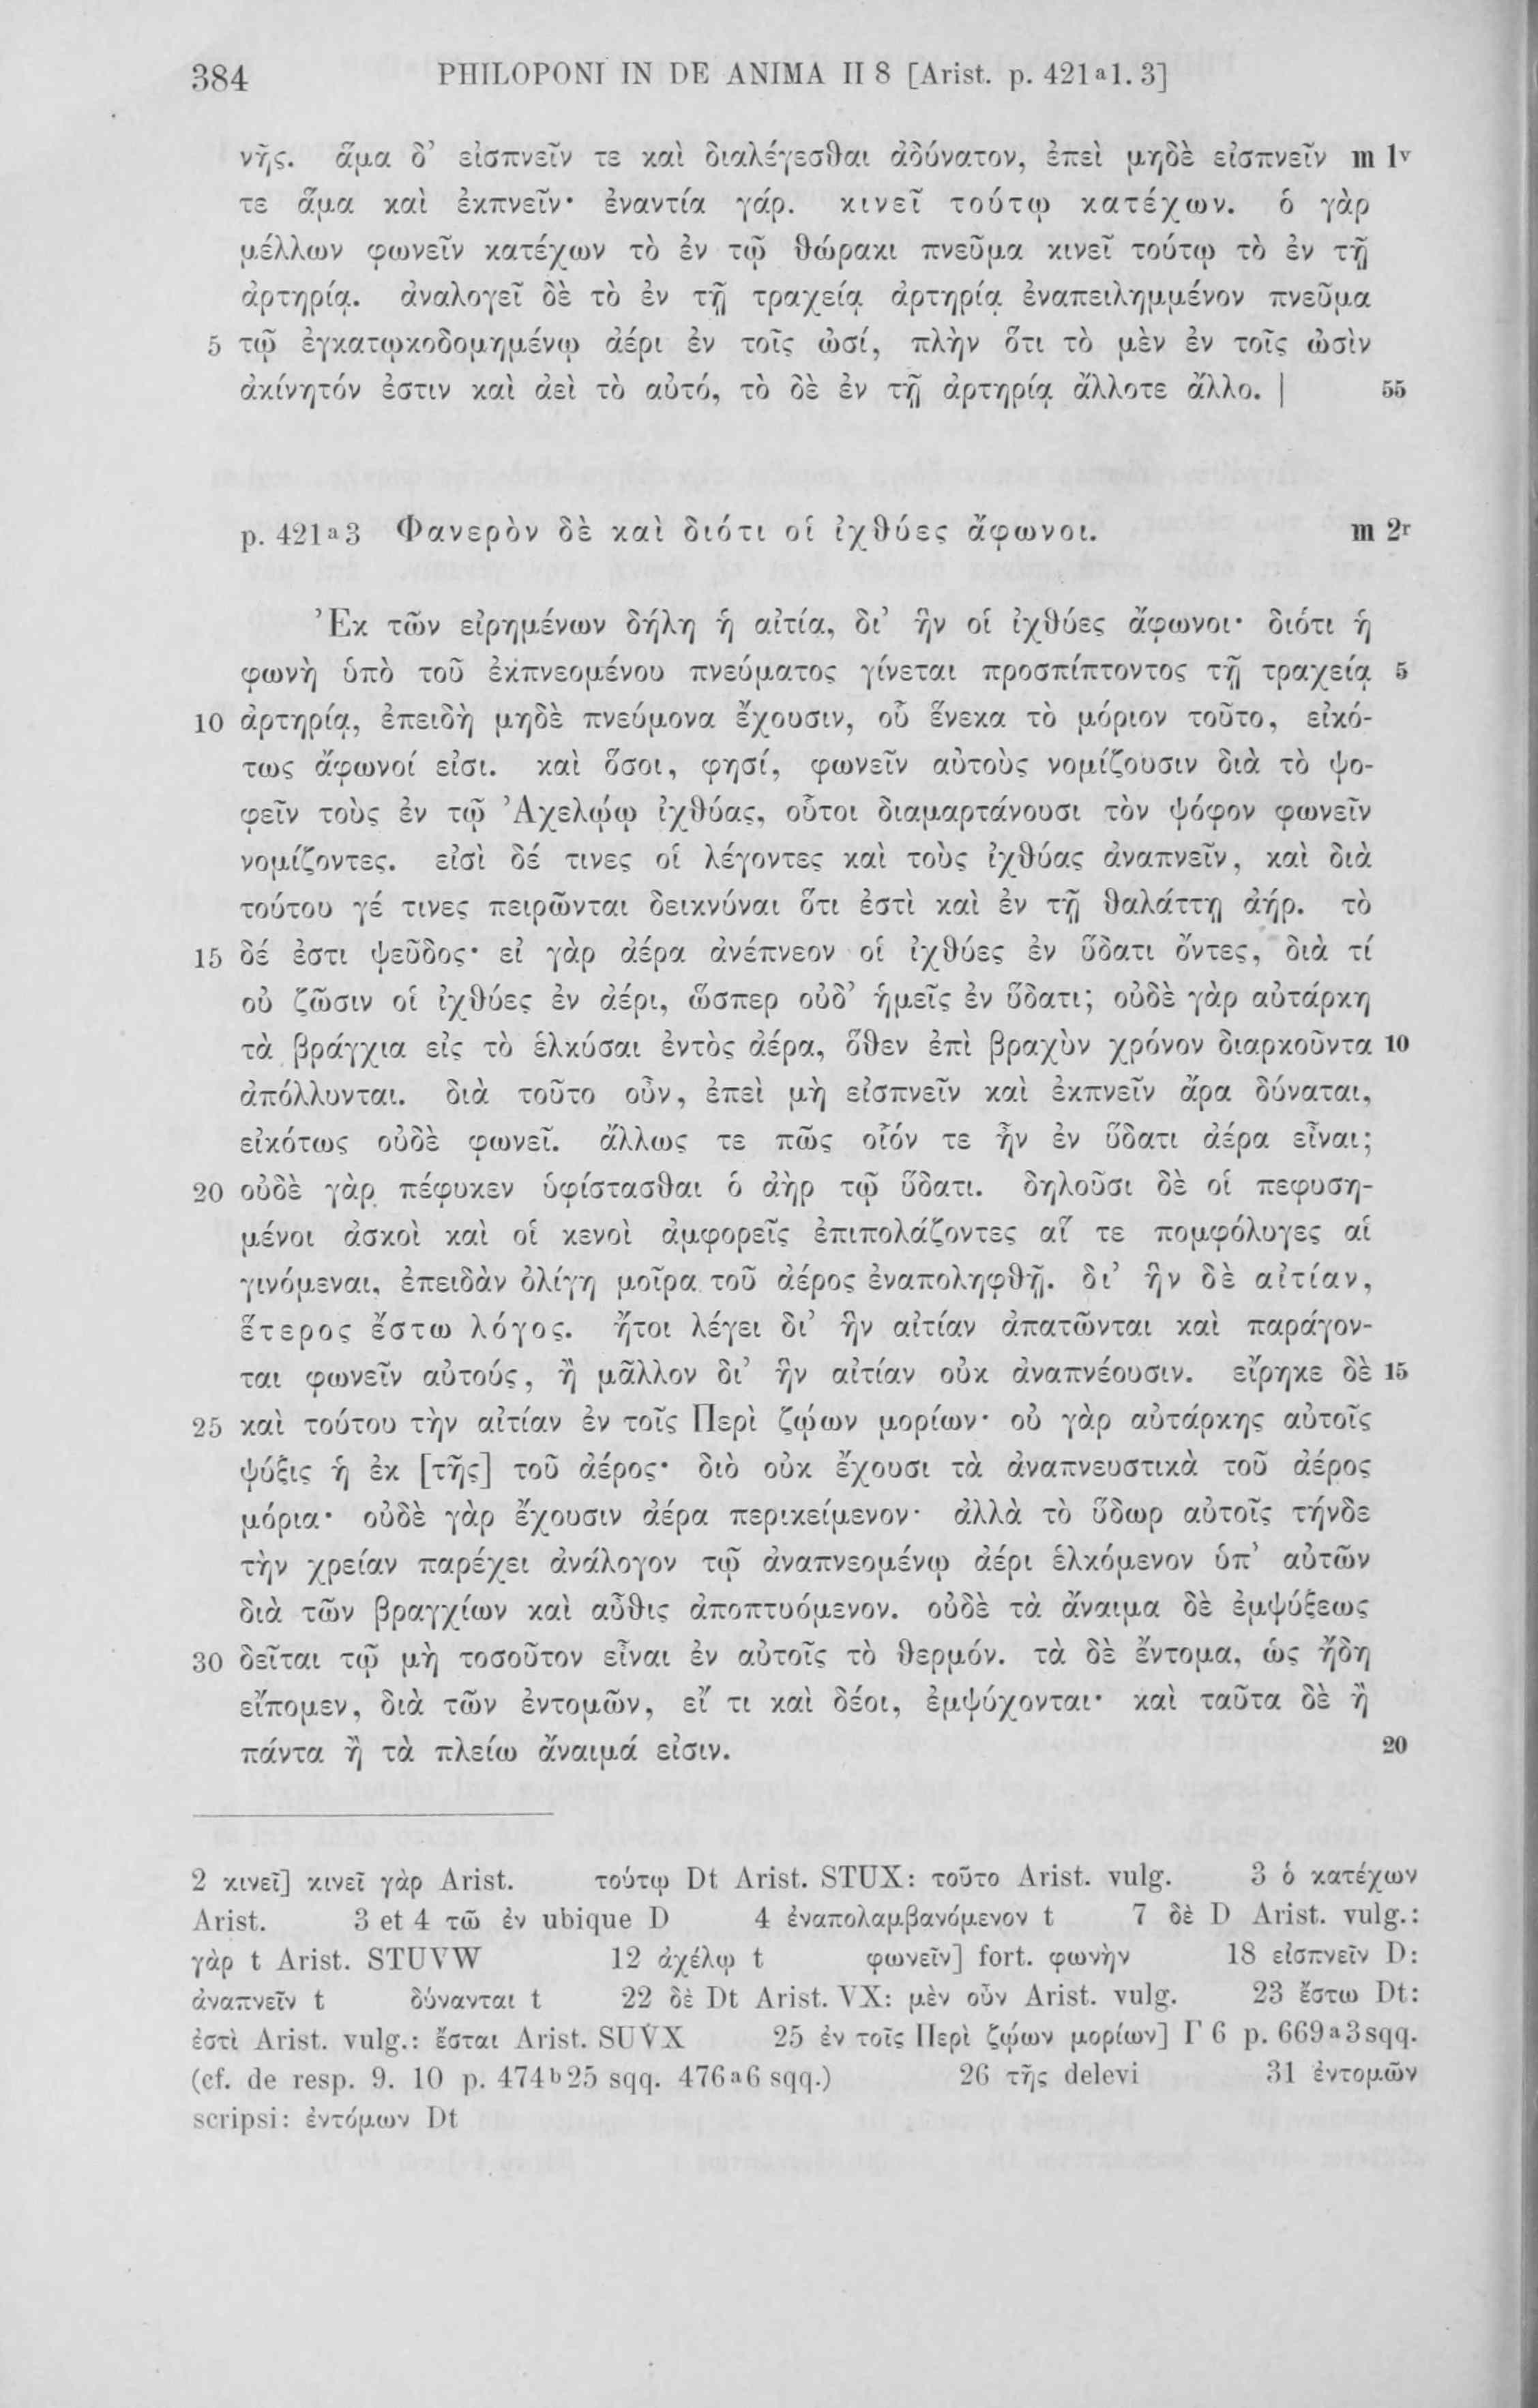 384 PHILOPONI IN DE ANIMA II 8 [Arist. p. 421ᵃ1. 3]
νῆς. ἅμα δ’ εἰσπνεῖν τε καὶ διαλέγεσθαι ἀδύνατον, ἐπεὶ μηδὲ εἰσπνεῖν m 1ᵛ
τε ἅμα καὶ ἐκπνεῖν· ἐναντία γάρ. κινεῖ τούτῳ κατέχων. ὁ γὰρ
μέλλων φωνεῖν κατέχων τὸ ἐν τῷ θώρακι πνεῦμα κινεῖ τούτῳ τὸ ἐν τῇ
ἀρτηρίᾳ. ἀναλογεῖ δὲ τὸ ἐν τῇ τραχείᾳ ἀρτηρίᾳ ἐναπειλημμένον πνεῦμα
5 τῷ ἐγκατῳκοδομημένῳ ἀέρι ἐν τοῖς ὠσί, πλὴν ὅτι τὸ μὲν ἐν τοῖς ὠσὶν
ἀκίνητόν ἐστιν καὶ ἀεὶ τὸ αὐτό, τὸ δὲ ἐν τῇ ἀρτηρίᾳ ἄλλοτε ἄλλο. | 55
p. 421ᵃ3 Φανερὸν δὲ καὶ διότι οἱ ἰχθύες ἄφωνοι. m 2ʳ
Ἐκ τῶν εἰρημένων δήλη ἡ αἰτία, δι’ ἣν οἱ ἰχθύες ἄφωνοι· διότι ἡ
φωνὴ ὑπὸ τοῦ ἐκπνεομένου πνεύματος γίνεται προσπίπτοντος τῇ τραχείᾳ 5
10 ἀρτηρίᾳ, ἐπειδὴ μηδὲ πνεύμονα ἔχουσιν, οὗ ἕνεκα τὸ μόριον τοῦτο, εἰκό-
τως ἄφωνοί εἰσι. καὶ ὅσοι, φησί, φωνεῖν αὐτοὺς νομίζουσιν διὰ τὸ ψο-
φεῖν τοὺς ἐν τῷ Ἀχελῴῳ ἰχθύας, οὗτοι διαμαρτάνουσι τὸν ψόφον φωνεῖν
νομίζοντες. εἰσὶ δέ τινες οἱ λέγοντες καὶ τοὺς ἰχθύας ἀναπνεῖν, καὶ διὰ
τούτου γέ τινες πειρῶνται δεικνύναι ὅτι ἐστὶ καὶ ἐν τῇ θαλάττῃ ἀήρ. τὸ
15 δέ ἐστι ψεῦδος· εἰ γὰρ ἀέρα ἀνέπνεον οἱ ἰχθύες ἐν ὕδατι ὄντες, διὰ τί
οὐ ζῶσιν οἱ ἰχθύες ἐν ἀέρι, ὥσπερ οὐδ’ ἡμεῖς ἐν ὕδατι; οὐδὲ γὰρ αὐτάρκη
τὰ βράγχια εἰς τὸ ἑλκύσαι ἐντὸς ἀέρα, ὅθεν ἐπὶ βραχὺν χρόνον διαρκοῦντα 10
ἀπόλλυνται. διὰ τοῦτο οὖν, ἐπεὶ μὴ εἰσπνεῖν καὶ ἐκπνεῖν ἄρα δύναται,
εἰκότως οὐδὲ φωνεῖ. ἄλλως τε πῶς οἷόν τε ἦν ἐν ὕδατι ἀέρα εἶναι;
20 οὐδὲ γὰρ πέφυκεν ὑφίστασθαι ὁ ἀὴρ τῷ ὕδατι. δηλοῦσι δὲ οἱ πεφυση-
μένοι ἀσκοὶ καὶ οἱ κενοὶ ἀμφορεῖς ἐπιπολάζοντες αἵ τε πομφόλυγες αἱ
γινόμεναι, ἐπειδὰν ὀλίγη μοῖρα τοῦ ἀέρος ἐναποληφθῇ. δι’ ἣν δὲ αἰτίαν,
ἕτερος ἔστω λόγος. ἤτοι λέγει δι’ ἣν αἰτίαν ἀπατῶνται καὶ παράγον-
ται φωνεῖν αὐτούς, ἢ μᾶλλον δι’ ἣν αἰτίαν οὐκ ἀναπνέουσιν. εἴρηκε δὲ 15
25 καὶ τούτου τὴν αἰτίαν ἐν τοῖς Περὶ ζῴων μορίων· οὐ γὰρ αὐτάρκης αὐτοῖς
ψύξις ἡ ἐκ [τῆς] τοῦ ἀέρος· διὸ οὐκ ἔχουσι τὰ ἀναπνευστικὰ τοῦ ἀέρος
μόρια· οὐδὲ γὰρ ἔχουσιν ἀέρα περικείμενον· ἀλλὰ τὸ ὕδωρ αὐτοῖς τήνδε
τὴν χρείαν παρέχει ἀνάλογον τῷ ἀναπνεομένῳ ἀέρι ἑλκόμενον ὑπ’ αὐτῶν
διὰ τῶν βραγχίων καὶ αὖθις ἀποπτυόμενον. οὐδὲ τὰ ἄναιμα δὲ ἐμψύξεως
30 δεῖται τῷ μὴ τοσοῦτον εἶναι ἐν αὐτοῖς τὸ θερμόν. τὰ δὲ ἔντομα, ὡς ἤδη
εἴπομεν, διὰ τῶν ἐντομῶν, εἴ τι καὶ δέοι, ἐμψύχονται· καὶ ταῦτα δὲ ἢ
πάντα ἢ τὰ πλείω ἄναιμά εἰσιν. 20
2 κινεῖ] κινεῖ γὰρ Arist. τούτῳ Dt Arist. STUX: τοῦτο Arist. vulg. 3 ὁ κατέχων
Arist. 3 et 4 τῶ ἐν ubique D 4 ἐναπολαμβανόμενον t 7 δὲ D Arist. vulg.:
γὰρ t Arist. STUVW 12 ἀχέλῳ t φωνεῖν] fort. φωνὴν 18 εἰσπνεῖν D:
ἀναπνεῖν t δύνανται t 22 δὲ Dt Arist. VX: μὲν οὖν Arist. vulg. 23 ἔστω Dt:
ἐστὶ Arist. vulg.: ἔσται Arist. SUVX 25 ἐν τοῖς Περὶ ζῴων μορίων] Γ 6 p. 669ᵃ3 sqq.
(cf. de resp. 9. 10 p. 474ᵇ25 sqq. 476ᵃ6 sqq.) 26 τῆς delevi 31 ἐντομῶν
scripsi: ἐντόμων Dt